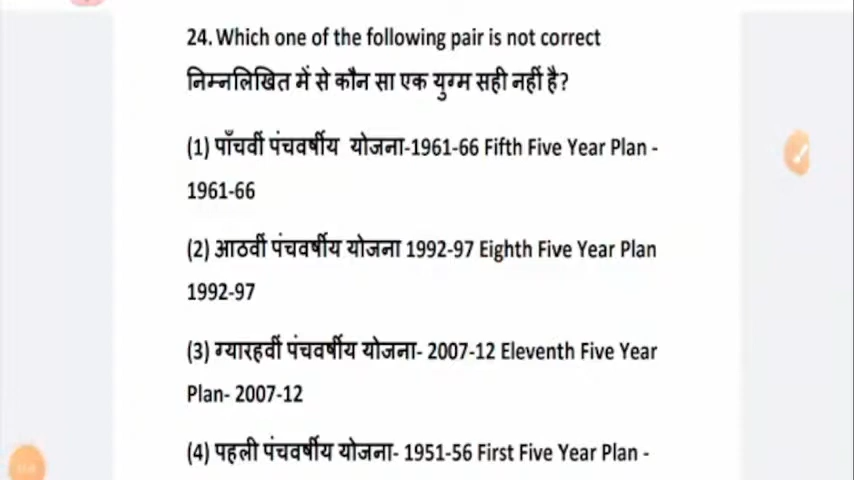 24. Which one of the following pair is not correct
निम्नलिखित में से कौन सा एक युग्म सही नहीं है?
(1) पाँचवीं पंचवर्षीय योजना-1961-66 Fifth Five Year Plan -
1961-66
(2) आठवीं पंचवर्षीय योजना 1992-97 Eighth Five Year Plan
1992-97
(3) ग्यारहवीं पंचवर्षीय योजना- 2007-12 Eleventh Five Year
Plan- 2007-12
(4) पहली पंचवर्षीय योजना- 1951-56 First Five Year Plan -